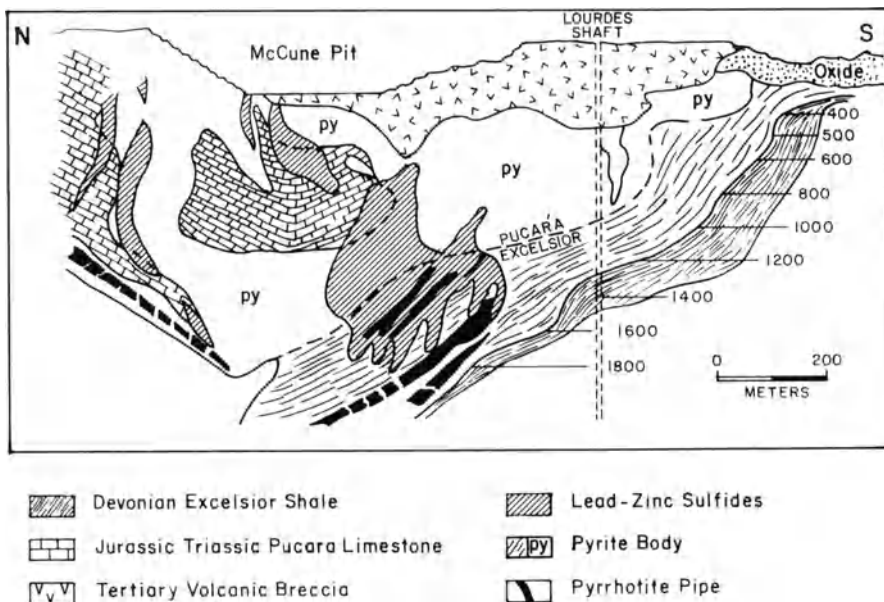 N
McCune Pit
LOURDES
SHAFT
S
Oxide
py
py
py
py
PUCARÁ
EXCELSIOR
400
500
600
800
1000
1200
1400
1600
1800
0 200
METERS
Devonian Excelsior Shale
Lead-Zinc Sulfides
Jurassic Triassic Pucara Limestone
py Pyrite Body
Tertiary Volcanic Breccia
Pyrrhotite Pipe